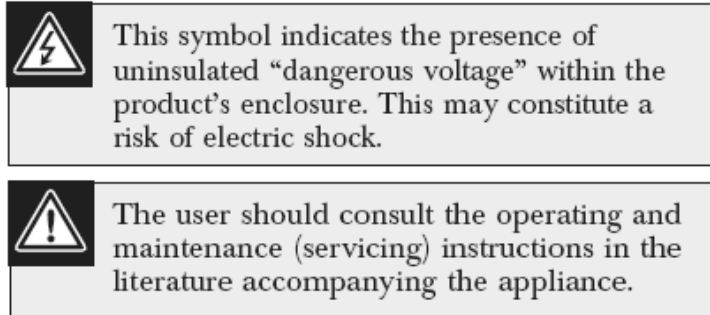 This symbol indicates the presence of
uninsulated “dangerous voltage” within the
product’s enclosure. This may constitute a
risk of electric shock.
The user should consult the operating and
maintenance (servicing) instructions in the
literature accompanying the appliance.